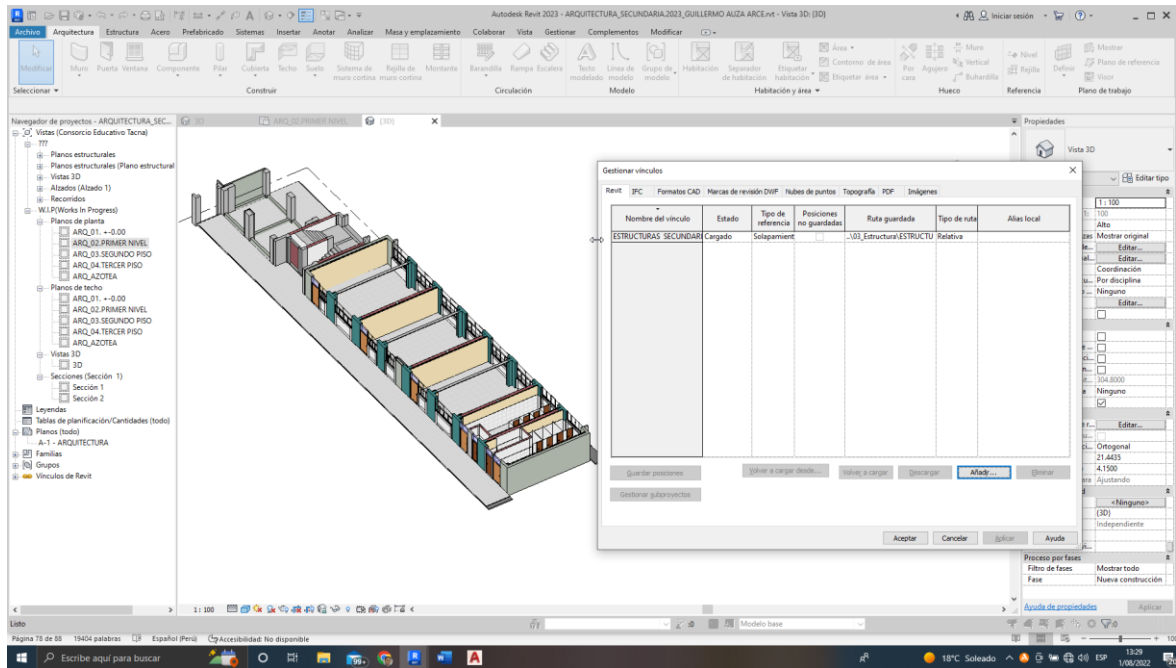 Autodesk Revit 2023 - ARQUITECTURA_SECUNDARIA.2023_GUILLERMO AUZA ARCE.rvt - Vista 3D: {3D}
Iniciar sesión
Archivo Arquitectura Estructura Acero Prefabricado Sistemas Insertar Anotar Analizar Masa y emplazamiento Colaborar Vista Gestionar Complementos Modificar
Modificar Muro Puerta Ventana Componente Pilar Cubierta Techo Suelo Sistema de muro cortina Rejilla de muro cortina Montante Barandilla Rampa Escalera Texto modelado Línea de modelo Grupo de modelo Habitación Separador de habitación Etiquetar habitación
Área
Contorno de área
Etiquetar área
Por cara Agujero
Muro
Vertical
Buhardilla
Nivel
Rejilla
Definir
Mostrar
Plano de referencia
Visor
Seleccionar Construir Circulación Modelo Habitación y área Hueco Referencia Plano de trabajo
Navegador de proyectos - ARQUITECTURA_SEC...
3D
ARQ_02.PRIMER NIVEL
{3D}
Propiedades
Vistas (Consorcio Educativo Tacna)
???
Planos estructurales
Planos estructurales (Plano estructural
Vistas 3D
Alzados (Alzado 1)
Recorridos
W.I.P(Works In Progress)
Planos de planta
ARQ_01. +-0.00
ARQ_02.PRIMER NIVEL
ARQ_03.SEGUNDO PISO
ARQ_04.TERCER PISO
ARQ_AZOTEA
Planos de techo
ARQ_01. +-0.00
ARQ_02.PRIMER NIVEL
ARQ_03.SEGUNDO PISO
ARQ_04.TERCER PISO
ARQ_AZOTEA
Vistas 3D
3D
Secciones (Sección 1)
Sección 1
Sección 2
Leyendas
Tablas de planificación/Cantidades (todo)
Planos (todo)
A-1 - ARQUITECTURA
Familias
Grupos
Vínculos de Revit
Gestionar vínculos
Revit IFC Formatos CAD Marcas de revisión DWF Nubes de puntos Topografía PDF Imágenes
Nombre del vínculo Estado Tipo de referencia Posiciones no guardadas Ruta guardada Tipo de ruta Alias local
ESTRUCTURAS SECUNDARI Cargado Solapamient ..\03_Estructura\ESTRUCTU Relativa
Guardar posiciones Volver a cargar desde... Volver a cargar Descargar Añadir... Eliminar
Gestionar subproyectos
Aceptar Cancelar Aplicar Ayuda
Vista 3D
Editar tipo
1 : 100
100
Alto
Mostrar original
Editar...
Editar...
Coordinación
Por disciplina
Ninguno
Editar...
304.8000
Ninguno
Editar...
Ortogonal
21.4435
4.1500
Ajustando
<Ninguno>
{3D}
Independiente
Proceso por fases
Filtro de fases Mostrar todo
Fase Nueva construcción
Ayuda de propiedades Aplicar
1 : 100
Listo
:0
Modelo base
:0
Página 78 de 88 19404 palabras Español (Perú) Accesibilidad: No disponible
100
Escribe aquí para buscar
99+
18°C Soleado
ESP
13:29
1/08/2022